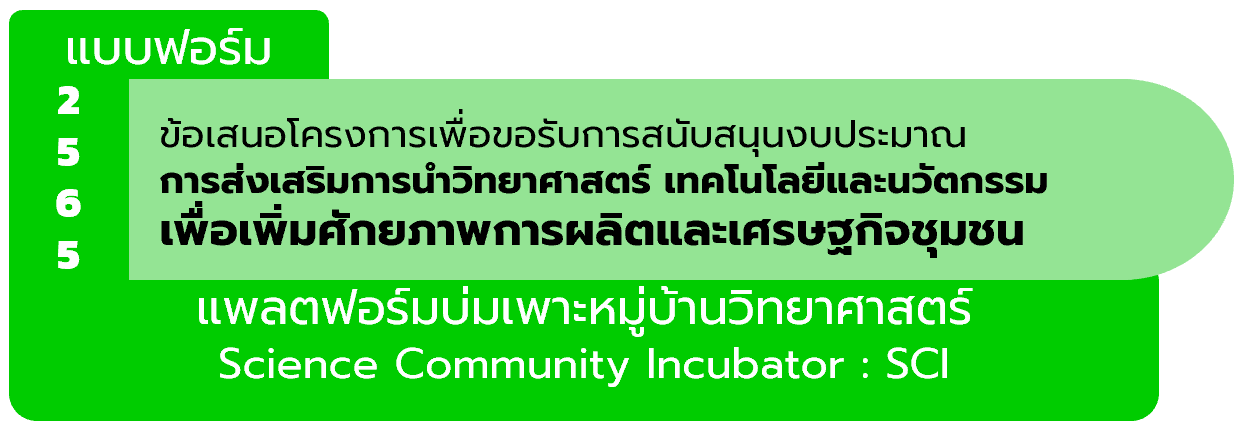 แบบฟอร์ม
2
5
6
5
ข้อเสนอโครงการเพื่อขอรับการสนับสนุนงบประมาณ
การส่งเสริมการนำวิทยาศาสตร์ เทคโนโลยีและนวัตกรรม
เพื่อเพิ่มศักยภาพการผลิตและเศรษฐกิจชุมชน
แพลตฟอร์มบ่มเพาะหมู่บ้านวิทยาศาสตร์
Science Community Incubator : SCI